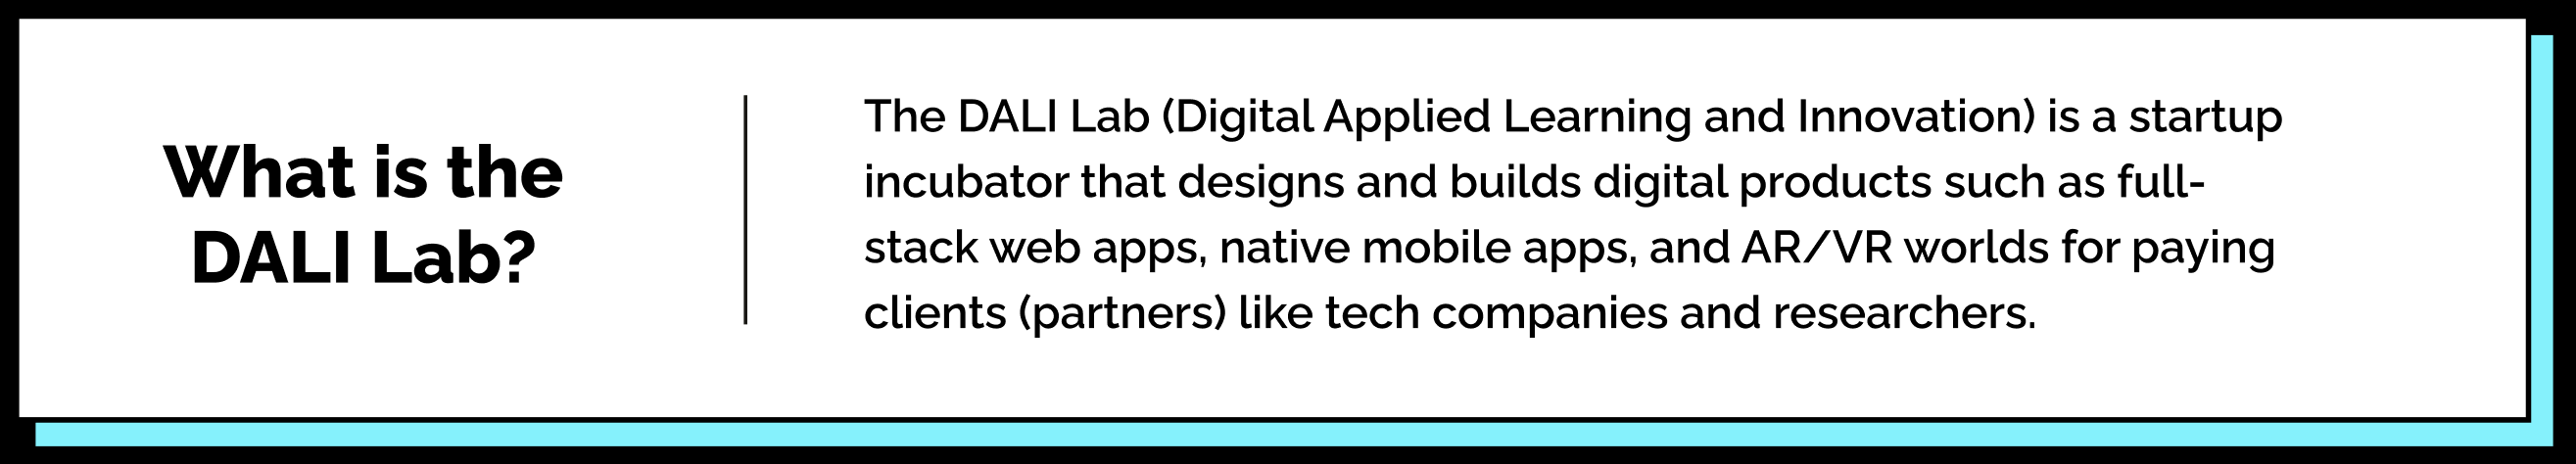 What is the
DALI Lab?
The DALI Lab (Digital Applied Learning and Innovation) is a startup
incubator that designs and builds digital products such as full-
stack web apps, native mobile apps, and AR/VR worlds for paying
clients (partners) like tech companies and researchers.